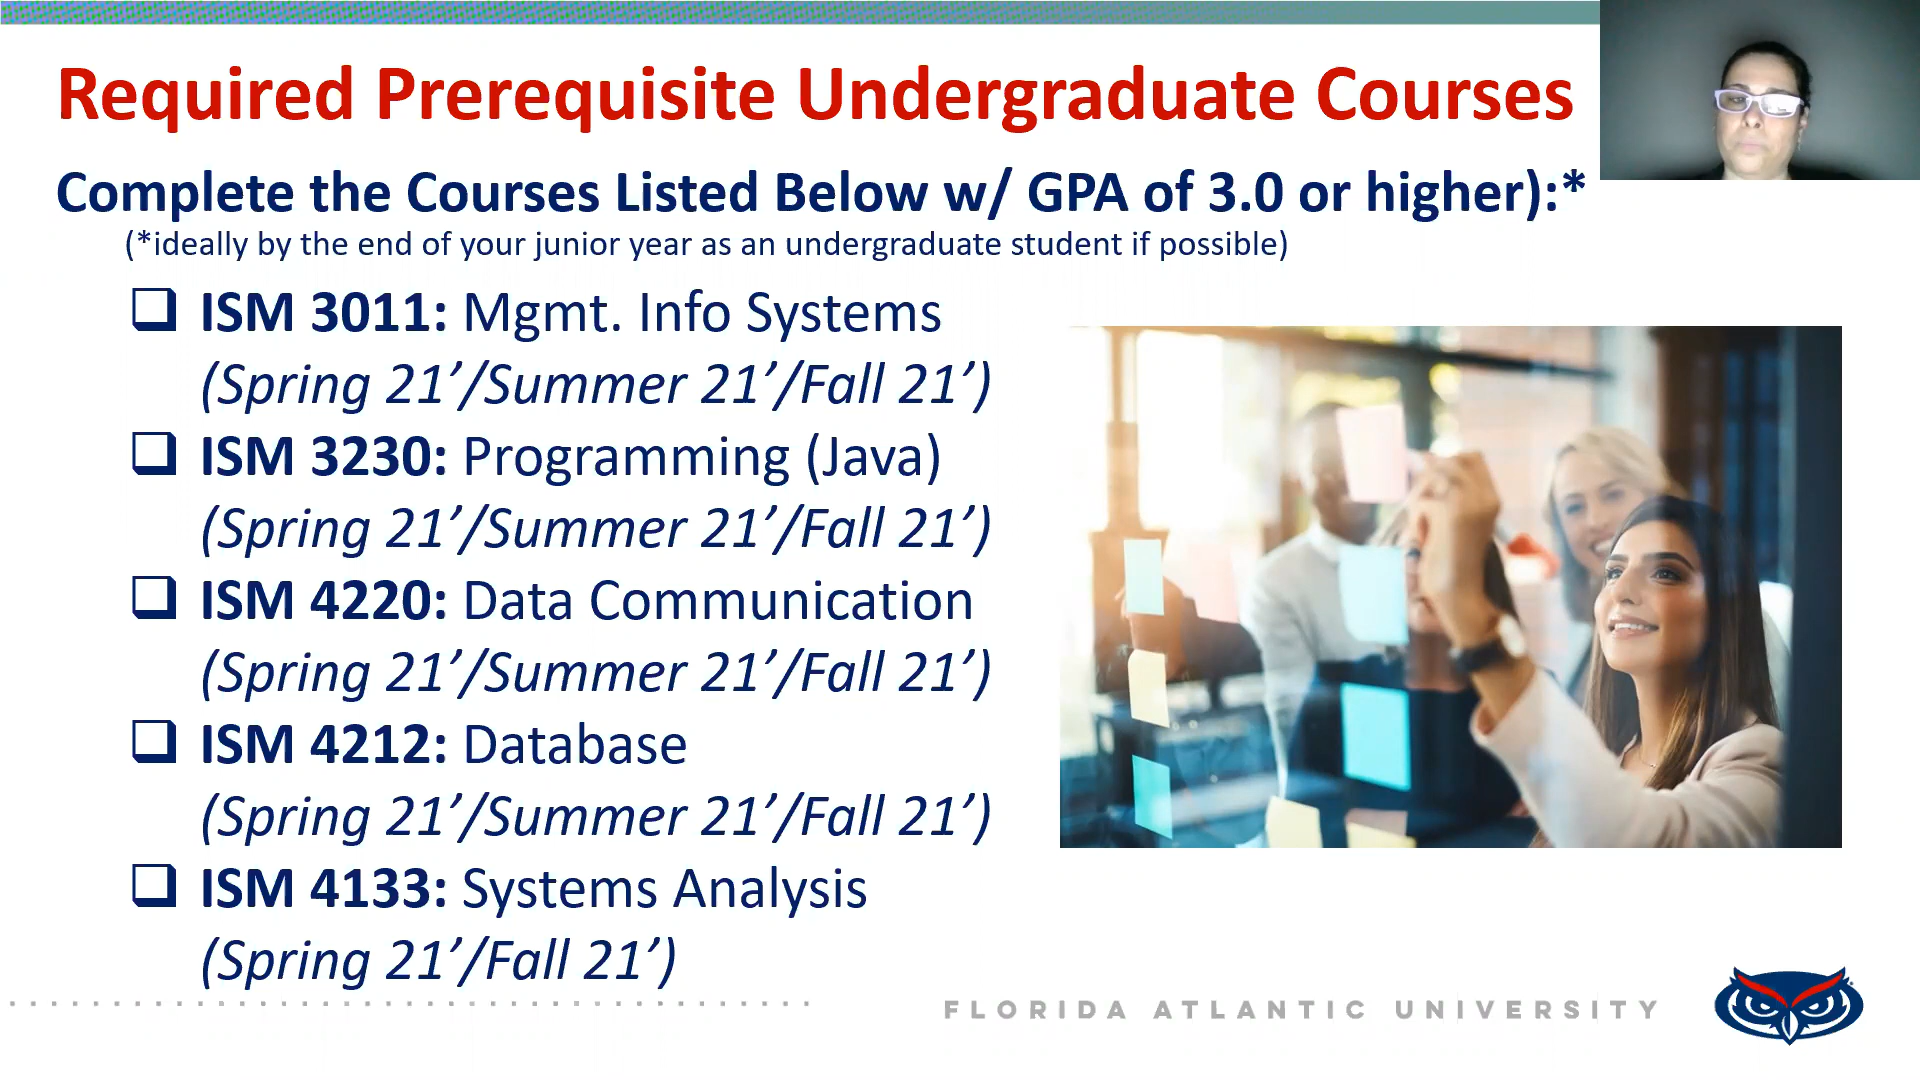 Required Prerequisite Undergraduate Courses
Complete the Courses Listed Below w/ GPA of 3.0 or higher):*
(*ideally by the end of your junior year as an undergraduate student if possible)
ISM 3011: Mgmt. Info Systems
(Spring 21’/Summer 21’/Fall 21’)
ISM 3230: Programming (Java)
(Spring 21’/Summer 21’/Fall 21’)
ISM 4220: Data Communication
(Spring 21’/Summer 21’/Fall 21’)
ISM 4212: Database
(Spring 21’/Summer 21’/Fall 21’)
ISM 4133: Systems Analysis
(Spring 21’/Fall 21’)
FLORIDA ATLANTIC UNIVERSITY